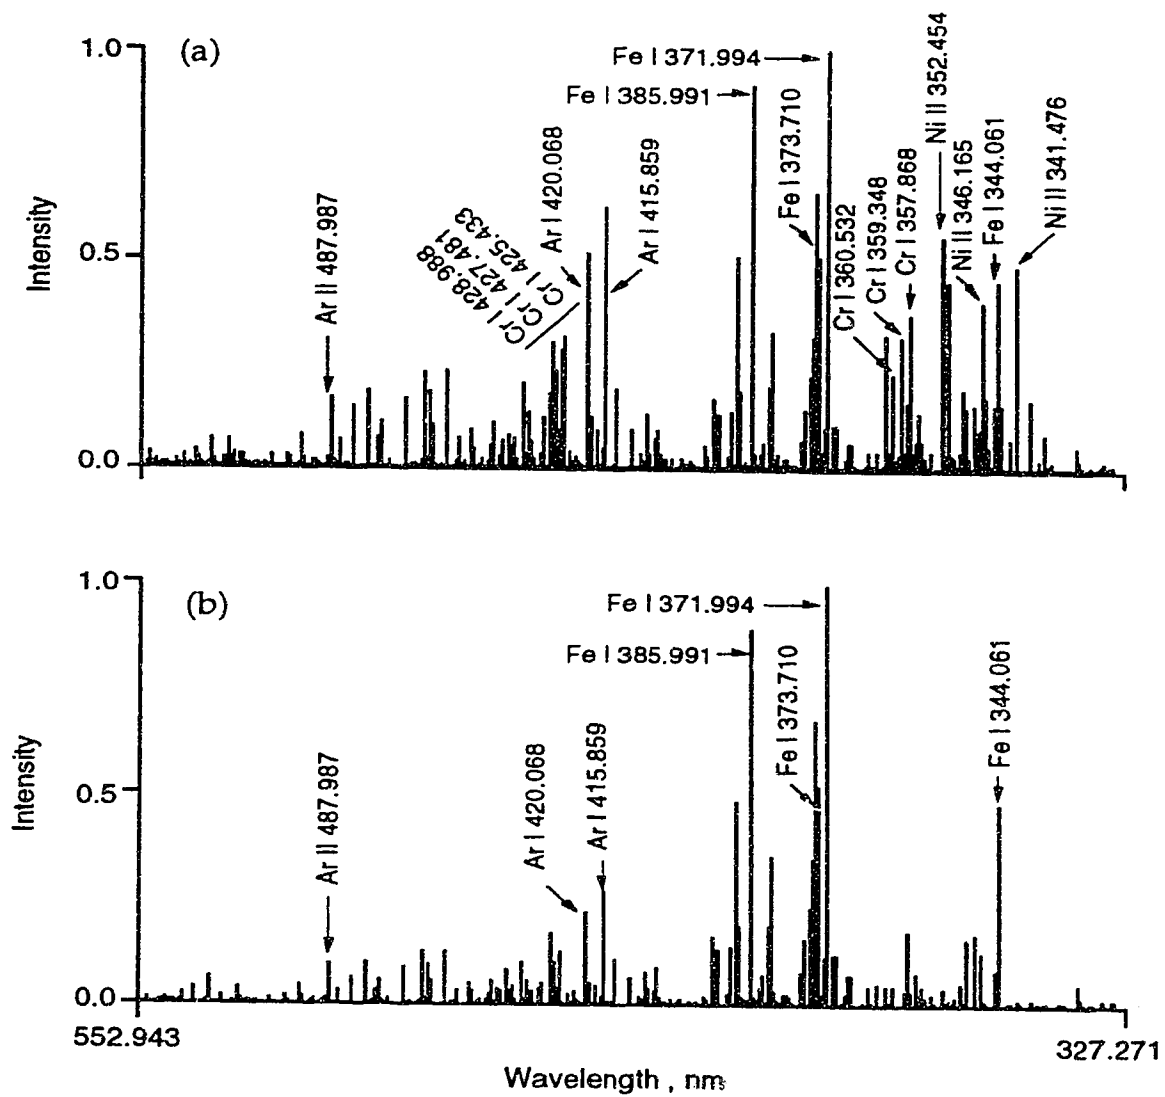 (a)
1.0
0.5
0.0
Intensity
Ar II 487.987
Cr I 428.988
Cr I 427.481
Cr I 425.433
Ar I 420.068
Ar I 415.859
Fe I 385.991
Fe I 371.994
Fe I 373.710
Cr I 360.532
Cr I 359.348
Cr I 357.868
Ni II 352.454
Ni II 346.165
Fe I 344.061
Ni II 341.476
(b)
1.0
0.5
0.0
Intensity
Ar II 487.987
Ar I 420.068
Ar I 415.859
Fe I 385.991
Fe I 371.994
Fe I 373.710
Fe I 344.061
552.943
327.271
Wavelength , nm